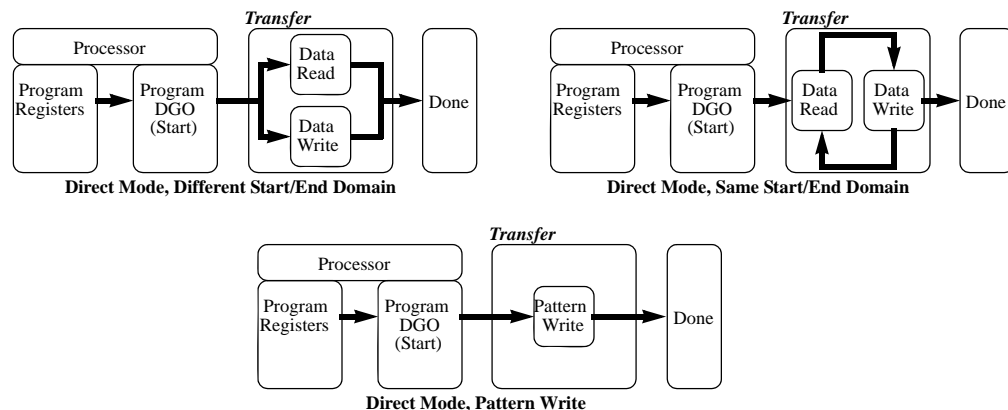 Transfer
Processor
Program
Registers
Program
DGO
(Start)
Data
Read
Data
Write
Done
Direct Mode, Different Start/End Domain
Transfer
Processor
Program
Registers
Program
DGO
(Start)
Data
Read
Data
Write
Done
Direct Mode, Same Start/End Domain
Transfer
Processor
Program
Registers
Program
DGO
(Start)
Pattern
Write
Done
Direct Mode, Pattern Write